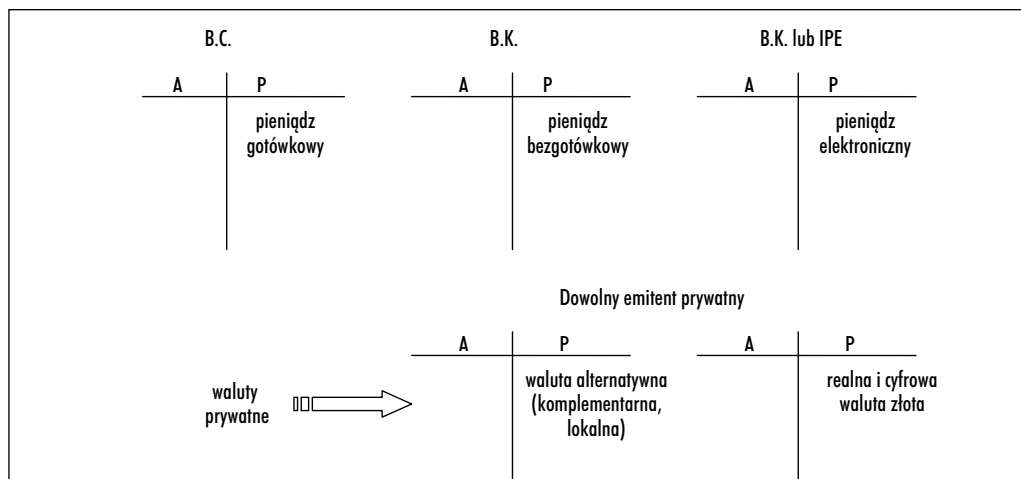 B.C.
B.K.
B.K. lub IPE
A P
A P
A P
pieniądz
gotówkowy
pieniądz
bezgotówkowy
pieniądz
elektroniczny
Dowolny emitent prywatny
A P
A P
waluty
prywatne
waluta alternatywna
(komplementarna,
lokalna)
realna i cyfrowa
waluta złota